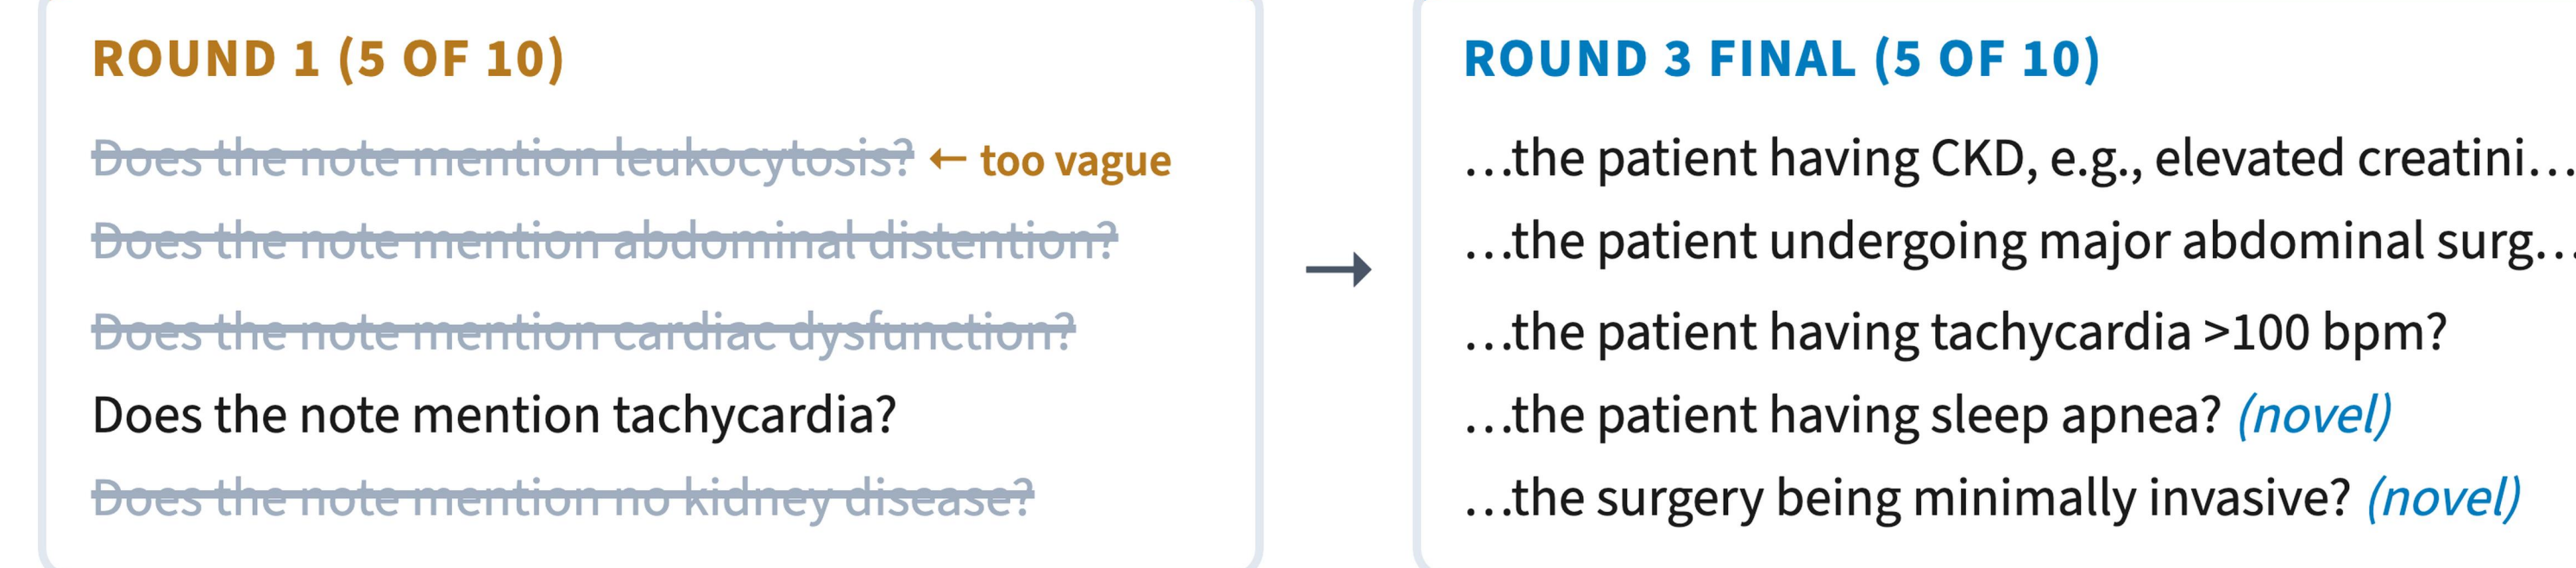 ROUND 1 (5 OF 10)
Does the note mention leukocytosis? ← too vague
Does the note mention abdominal distention?
Does the note mention cardiac dysfunction?
Does the note mention tachycardia?
Does the note mention no kidney disease?
→
ROUND 3 FINAL (5 OF 10)
…the patient having CKD, e.g., elevated creatini…
…the patient undergoing major abdominal surg…
…the patient having tachycardia >100 bpm?
…the patient having sleep apnea? (novel)
…the surgery being minimally invasive? (novel)